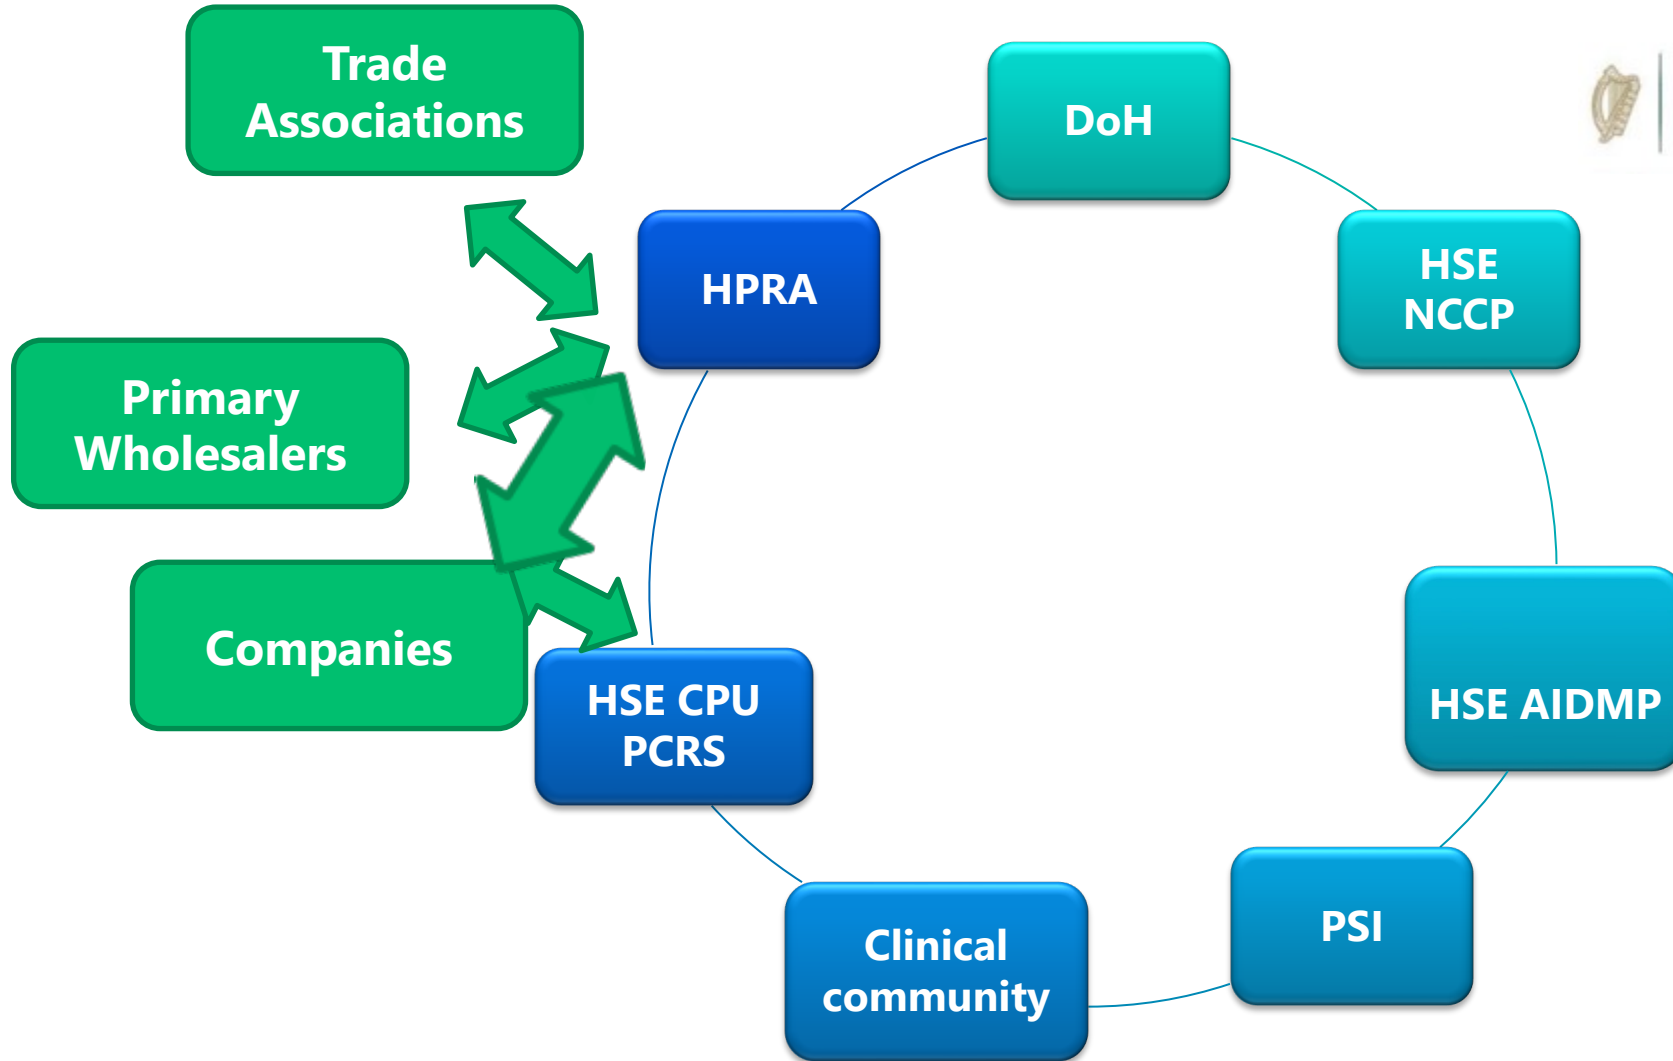 Trade
Associations
DoH
HPRA
HSE
NCCP
Primary
Wholesalers
Companies
HSE CPU
PCRS
HSE AIDMP
PSI
Clinical
community